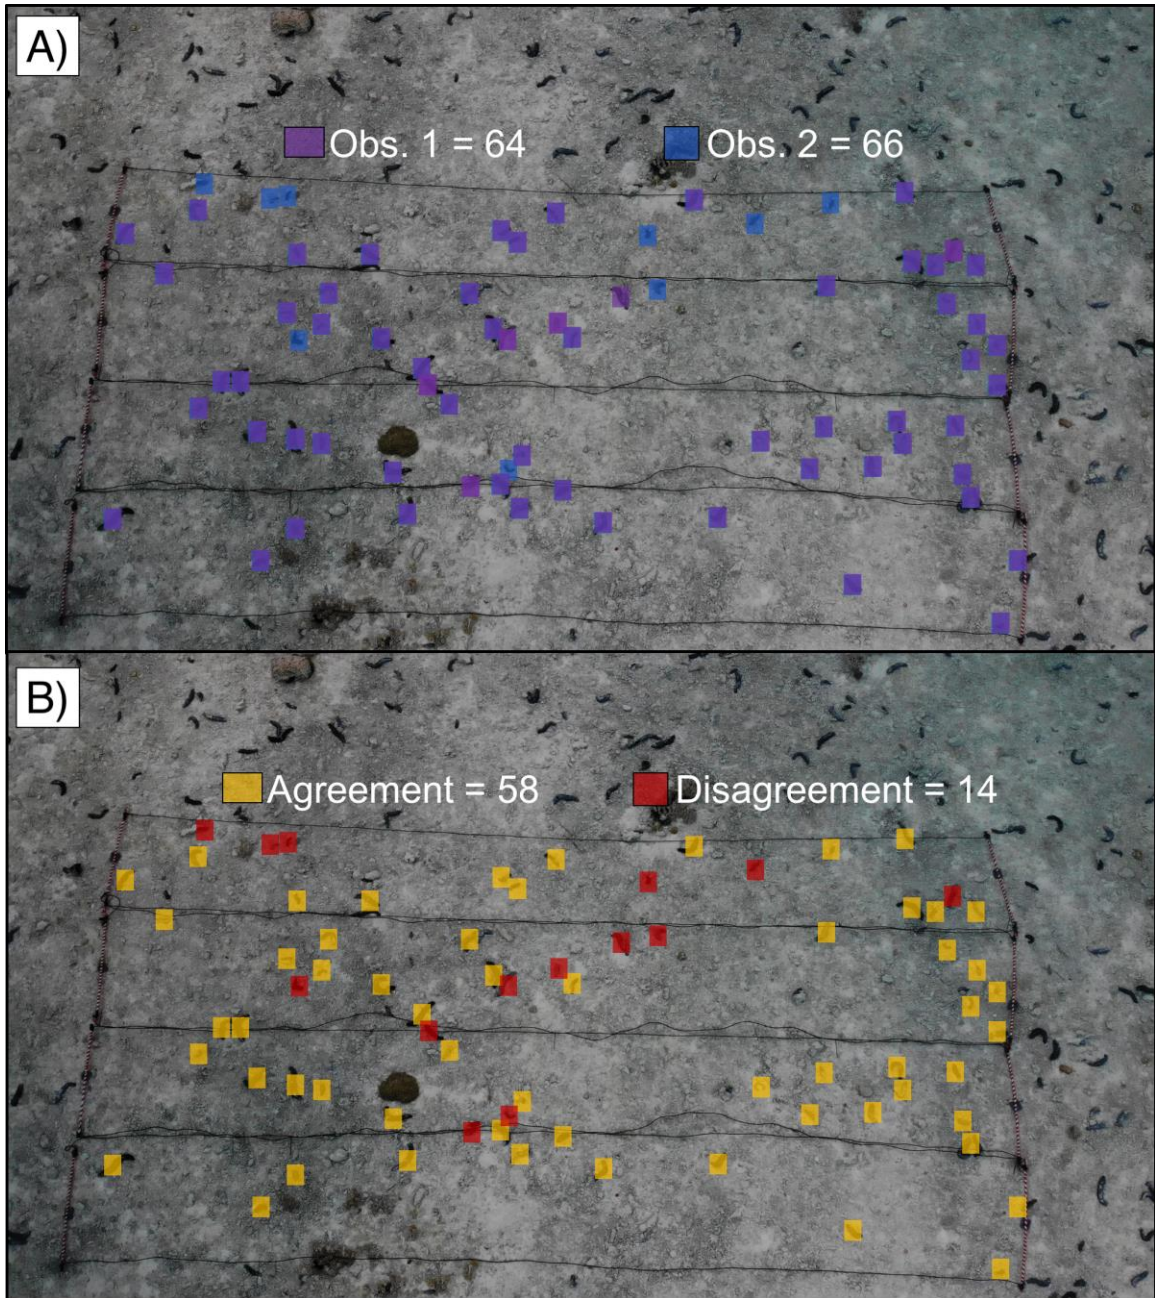 A)
Obs. 1 = 64 Obs. 2 = 66
B)
Agreement = 58 Disagreement = 14